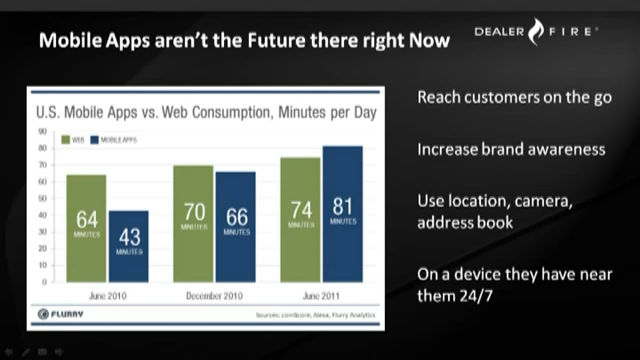 Mobile Apps aren't the Future there right Now
DEALER FIRE
U.S. Mobile Apps vs. Web Consumption, Minutes per Day
90
WEB
MOBILE APPS
80
70
60
50
40
30
20
10
0
64
MINUTES
43
MINUTES
70
MINUTES
66
MINUTES
74
MINUTES
81
MINUTES
June 2010
December 2010
June 2011
FLURRY
Sources: comScore, Alexa, Flurry Analytics
Reach customers on the go
Increase brand awareness
Use location, camera,
address book
On a device they have near
them 24/7